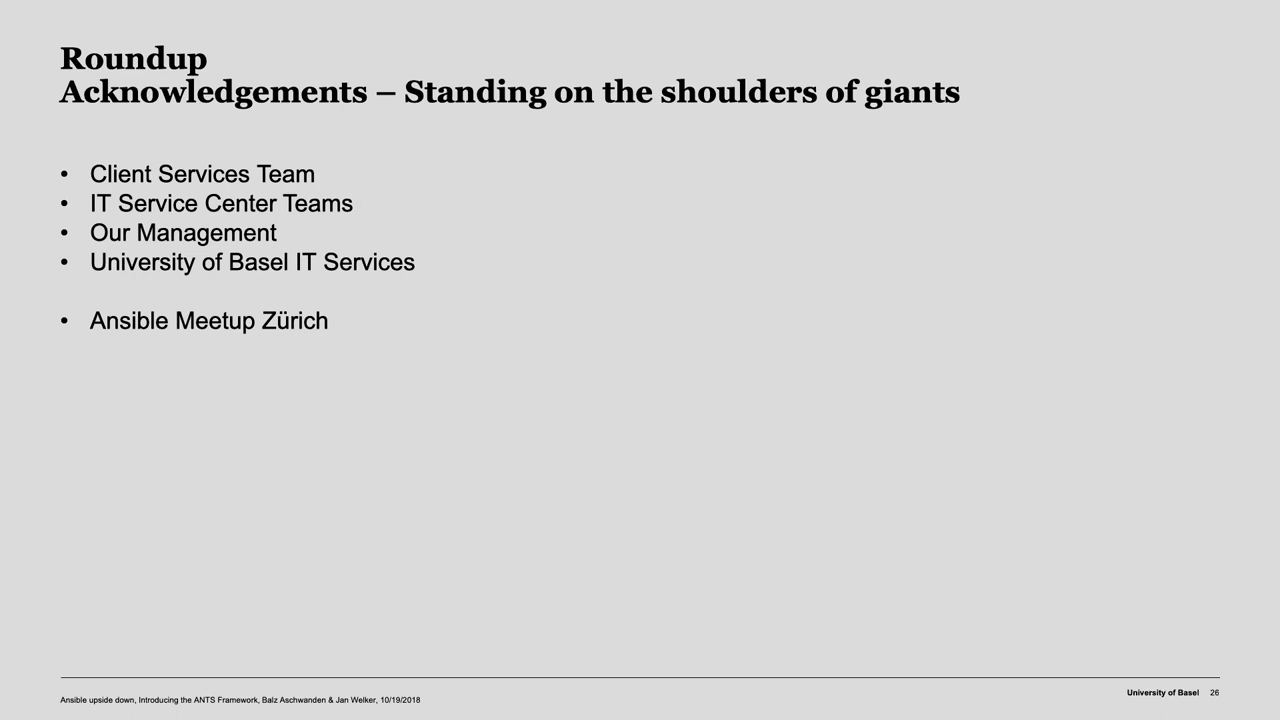 Roundup
Acknowledgements – Standing on the shoulders of giants
• Client Services Team
• IT Service Center Teams
• Our Management
• University of Basel IT Services
• Ansible Meetup Zürich
Ansible upside down, Introducing the ANTS Framework, Balz Aschwanden & Jan Welker, 10/19/2018
University of Basel 26